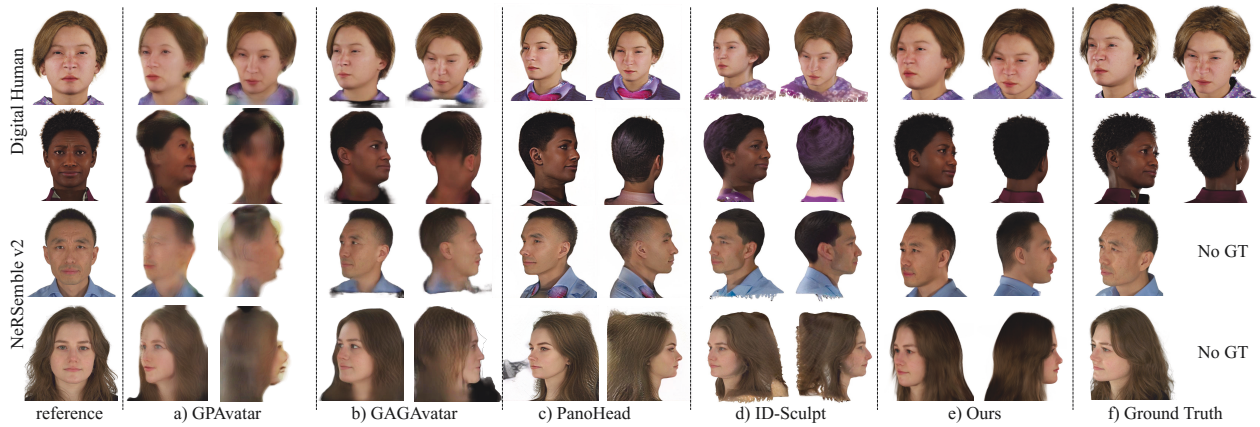 Digital Human
NeRSemble v2
No GT
No GT
reference
a) GPAvatar
b) GAGAvatar
c) PanoHead
d) ID-Sculpt
e) Ours
f) Ground Truth